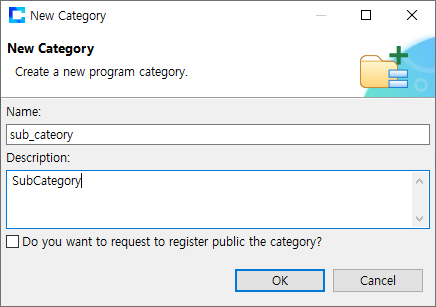 New Category
New Category
Create a new program category.
Name:
sub_cateory
Description:
SubCategory
Do you want to request to register public the category?
OK
Cancel